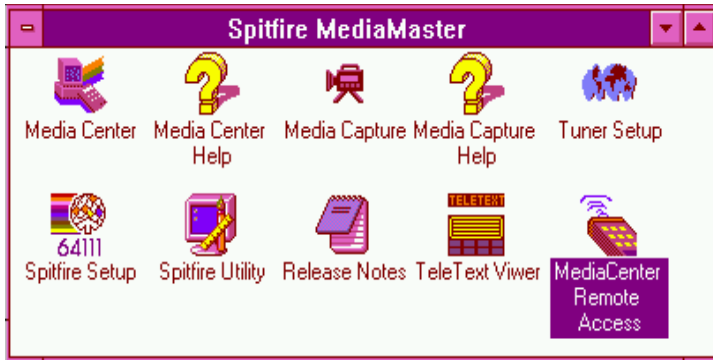 Spitfire MediaMaster
Media Center
Media Center Help
Media Capture
Media Capture Help
Tuner Setup
64111
Spitfire Setup
Spitfire Utility
Release Notes
TELETEXT
TeleText Viwer
MediaCenter
Remote
Access